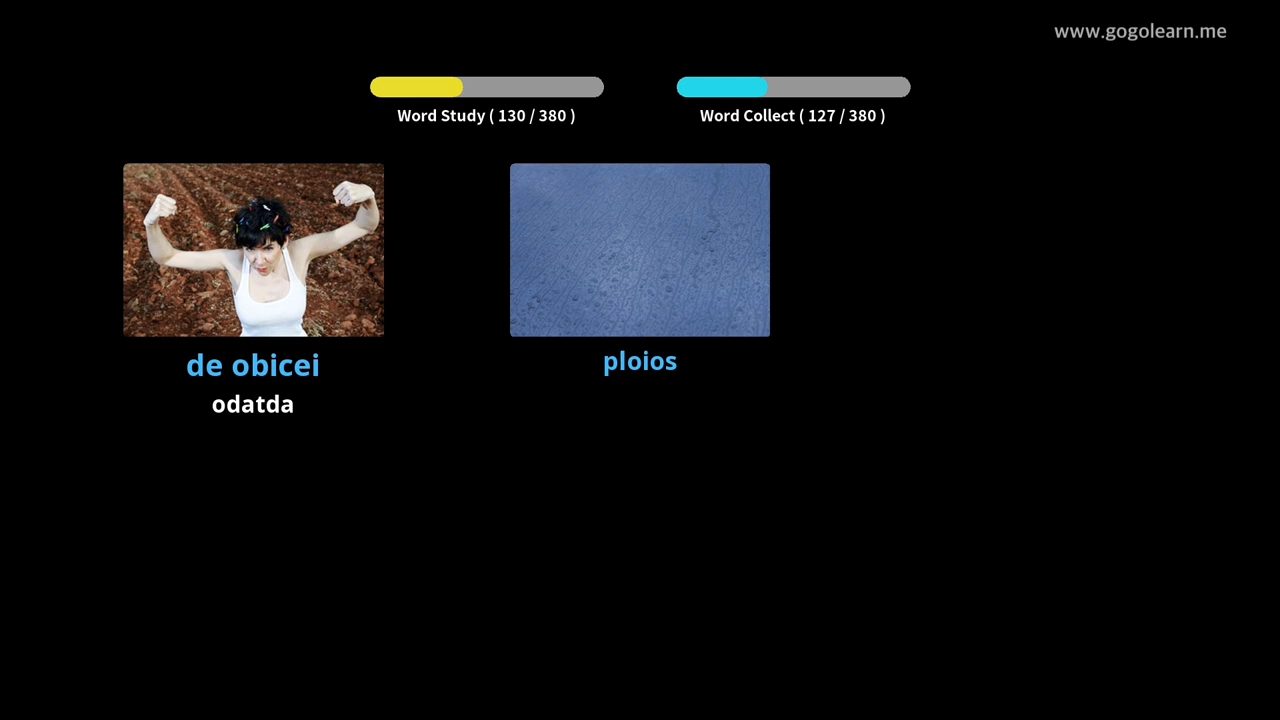 www.gogolearn.me
Word Study ( 130 / 380 )
Word Collect ( 127 / 380 )
de obicei
odatda
ploios